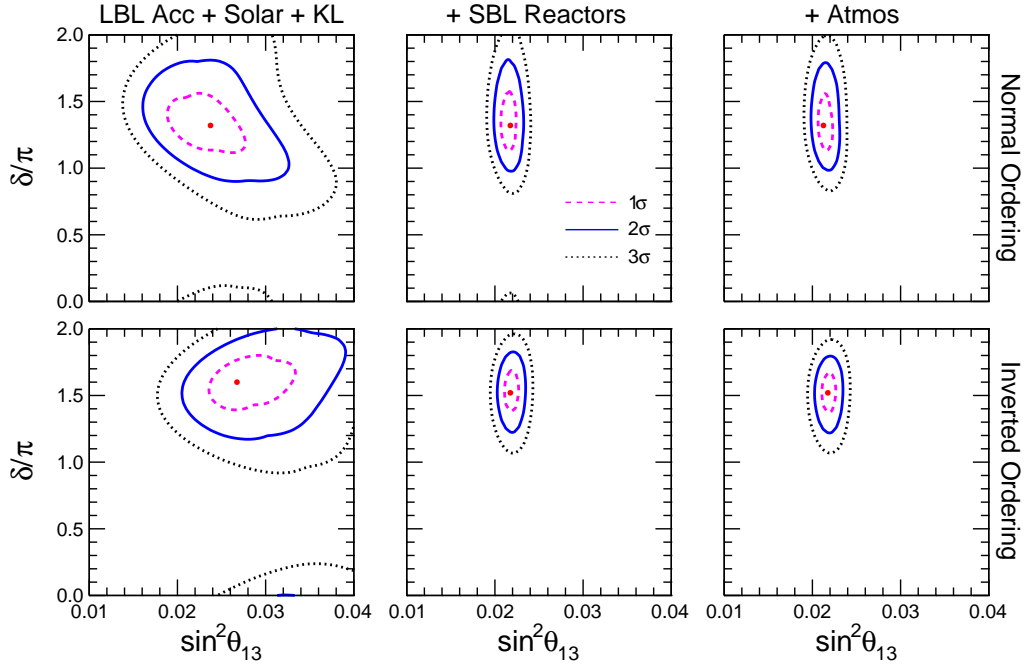 LBL Acc + Solar + KL
+ SBL Reactors
+ Atmos
2.0
1.5
1.0
0.5
0.0
δ/π
1σ
2σ
3σ
Normal Ordering
2.0
1.5
1.0
0.5
0.0
δ/π
Inverted Ordering
0.01 0.02 0.03 0.04
0.01 0.02 0.03 0.04
0.01 0.02 0.03 0.04
sin²θ₁₃
sin²θ₁₃
sin²θ₁₃